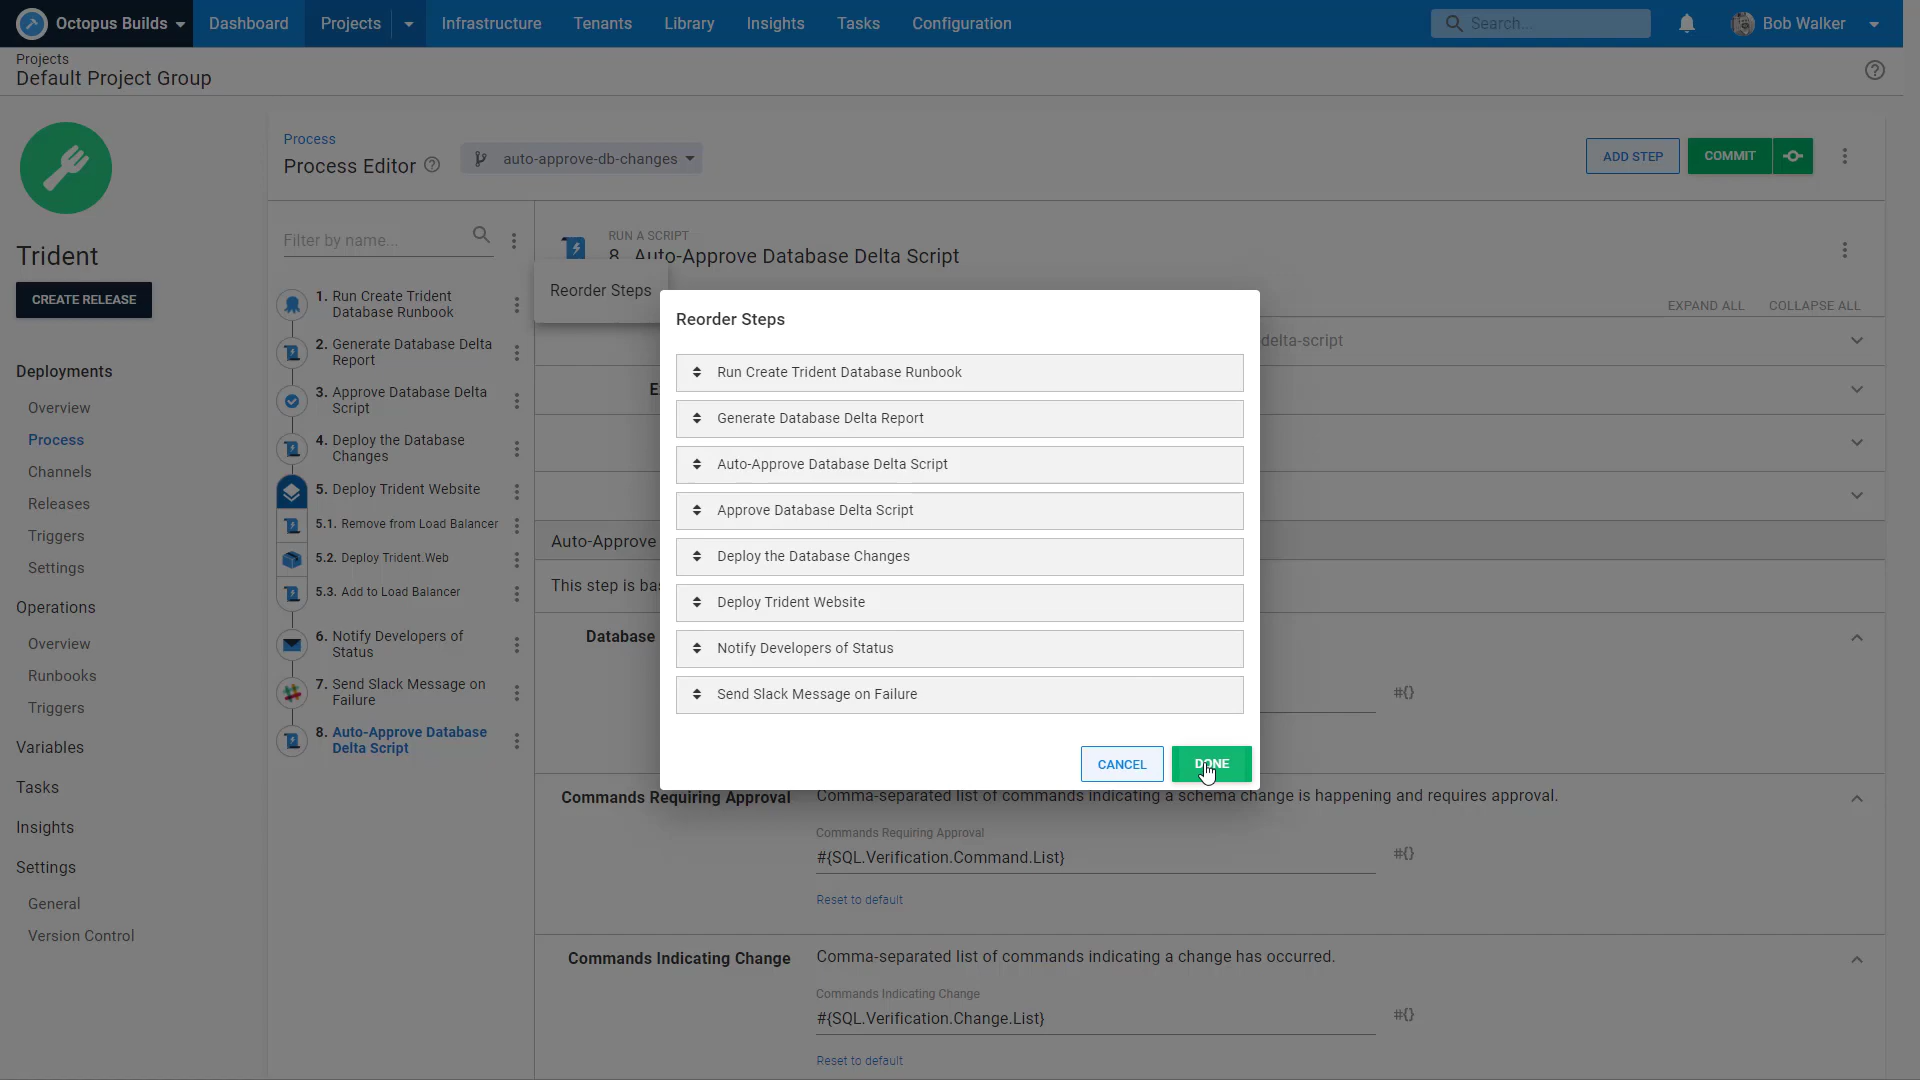 Octopus Builds
Dashboard
Projects
Infrastructure
Tenants
Library
Insights
Tasks
Configuration
Search...
Bob Walker
Projects
Default Project Group
Trident
CREATE RELEASE
Deployments
Overview
Process
Channels
Releases
Triggers
Settings
Operations
Overview
Runbooks
Triggers
Variables
Tasks
Insights
Settings
General
Version Control
Process
Process Editor
auto-approve-db-changes
ADD STEP
COMMIT
Filter by name...
1. Run Create Trident
Database Runbook
2. Generate Database Delta
Report
3. Approve Database Delta
Script
4. Deploy the Database
Changes
5. Deploy Trident Website
5.1. Remove from Load Balancer
5.2. Deploy Trident.Web
5.3. Add to Load Balancer
6. Notify Developers of
Status
7. Send Slack Message on
Failure
8. Auto-Approve Database
Delta Script
RUN A SCRIPT
8. Auto-Approve Database Delta Script
Reorder Steps
EXPAND ALL
COLLAPSE ALL
delta-script
E
Auto-Approve
This step is ba
Database
Reorder Steps
Run Create Trident Database Runbook
Generate Database Delta Report
Auto-Approve Database Delta Script
Approve Database Delta Script
Deploy the Database Changes
Deploy Trident Website
Notify Developers of Status
Send Slack Message on Failure
CANCEL
DONE
#{}
Commands Requiring Approval
Comma-separated list of commands indicating a schema change is happening and requires approval.
Commands Requiring Approval
#{SQL.Verification.Command.List}
#{}
Reset to default
Commands Indicating Change
Comma-separated list of commands indicating a change has occurred.
Commands Indicating Change
#{SQL.Verification.Change.List}
#{}
Reset to default